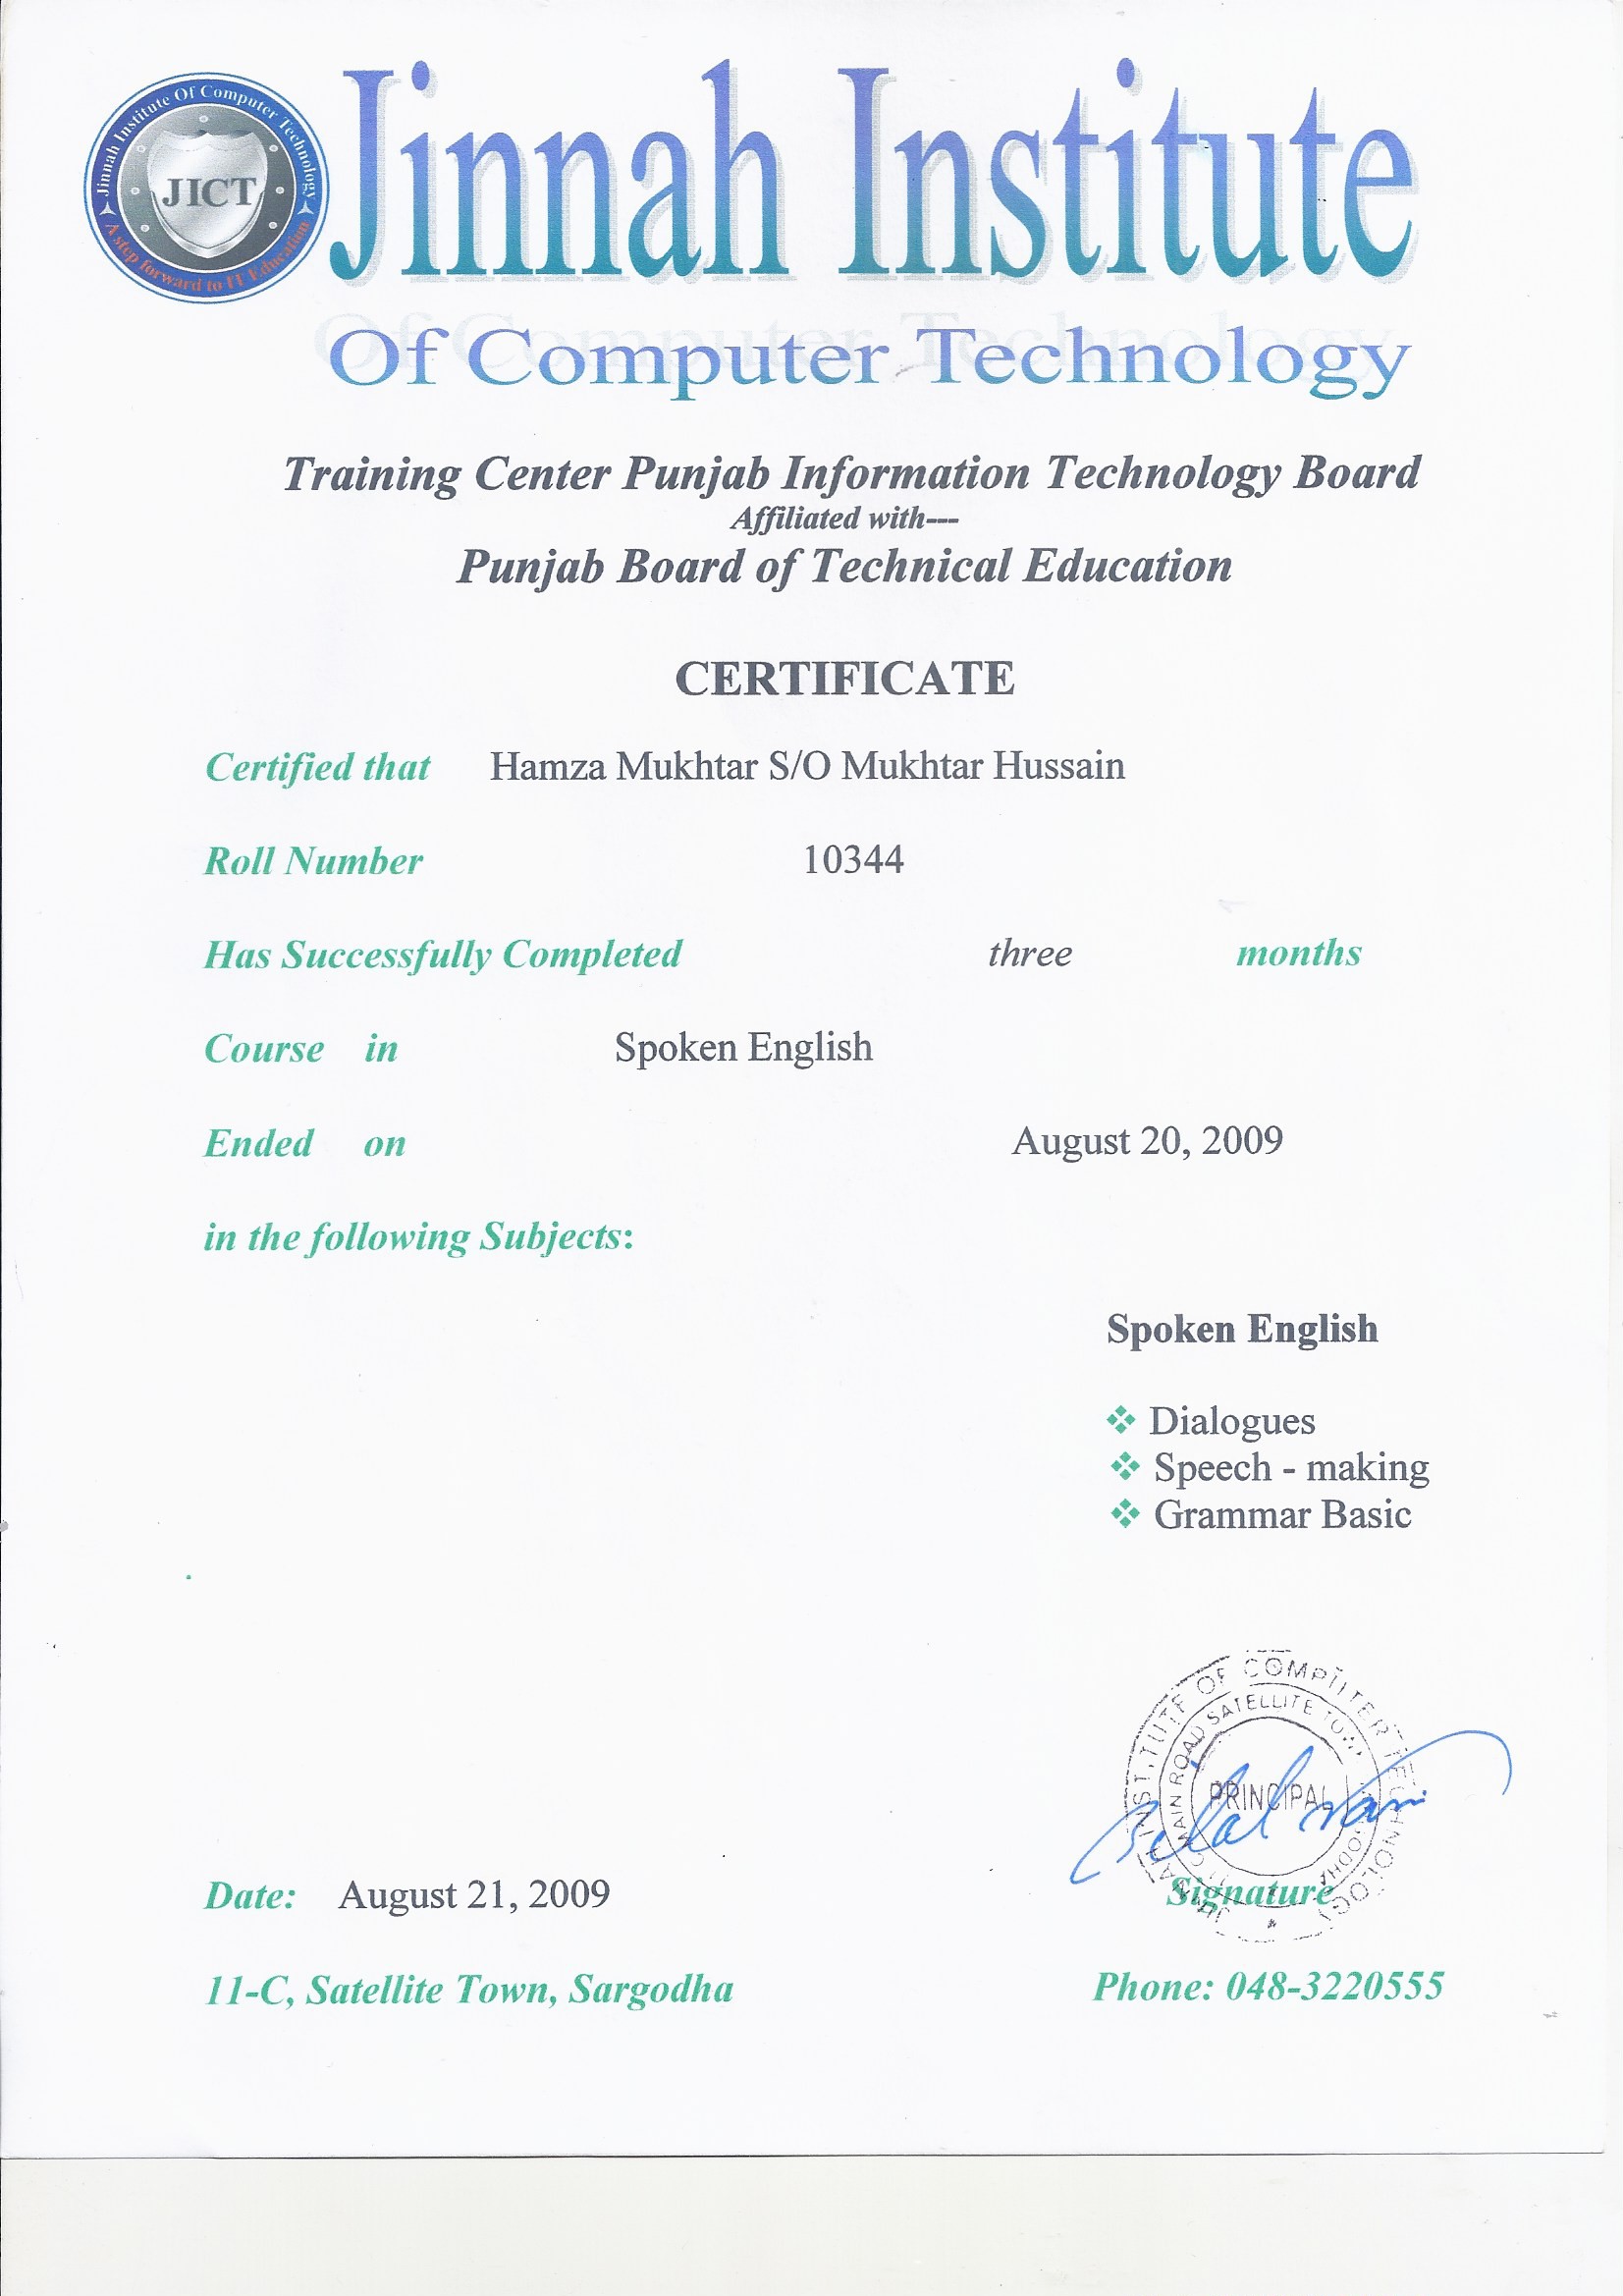 Jinnah Institute Of Computer Technology
JICT
A step forward to IT Education
Jinnah Institute
Of Computer Technology
Training Center Punjab Information Technology Board
Affiliated with---
Punjab Board of Technical Education
CERTIFICATE
Certified that Hamza Mukhtar S/O Mukhtar Hussain
Roll Number 10344
Has Successfully Completed three months
Course in Spoken English
Ended on August 20, 2009
in the following Subjects:
Spoken English
❖ Dialogues
❖ Speech - making
❖ Grammar Basic
INSTITUTE OF COMPUTER TECHNOLOGY
MAIN ROAD SATELLITE
PRINCIPAL
Date: August 21, 2009
Signature
11-C, Satellite Town, Sargodha
Phone: 048-3220555